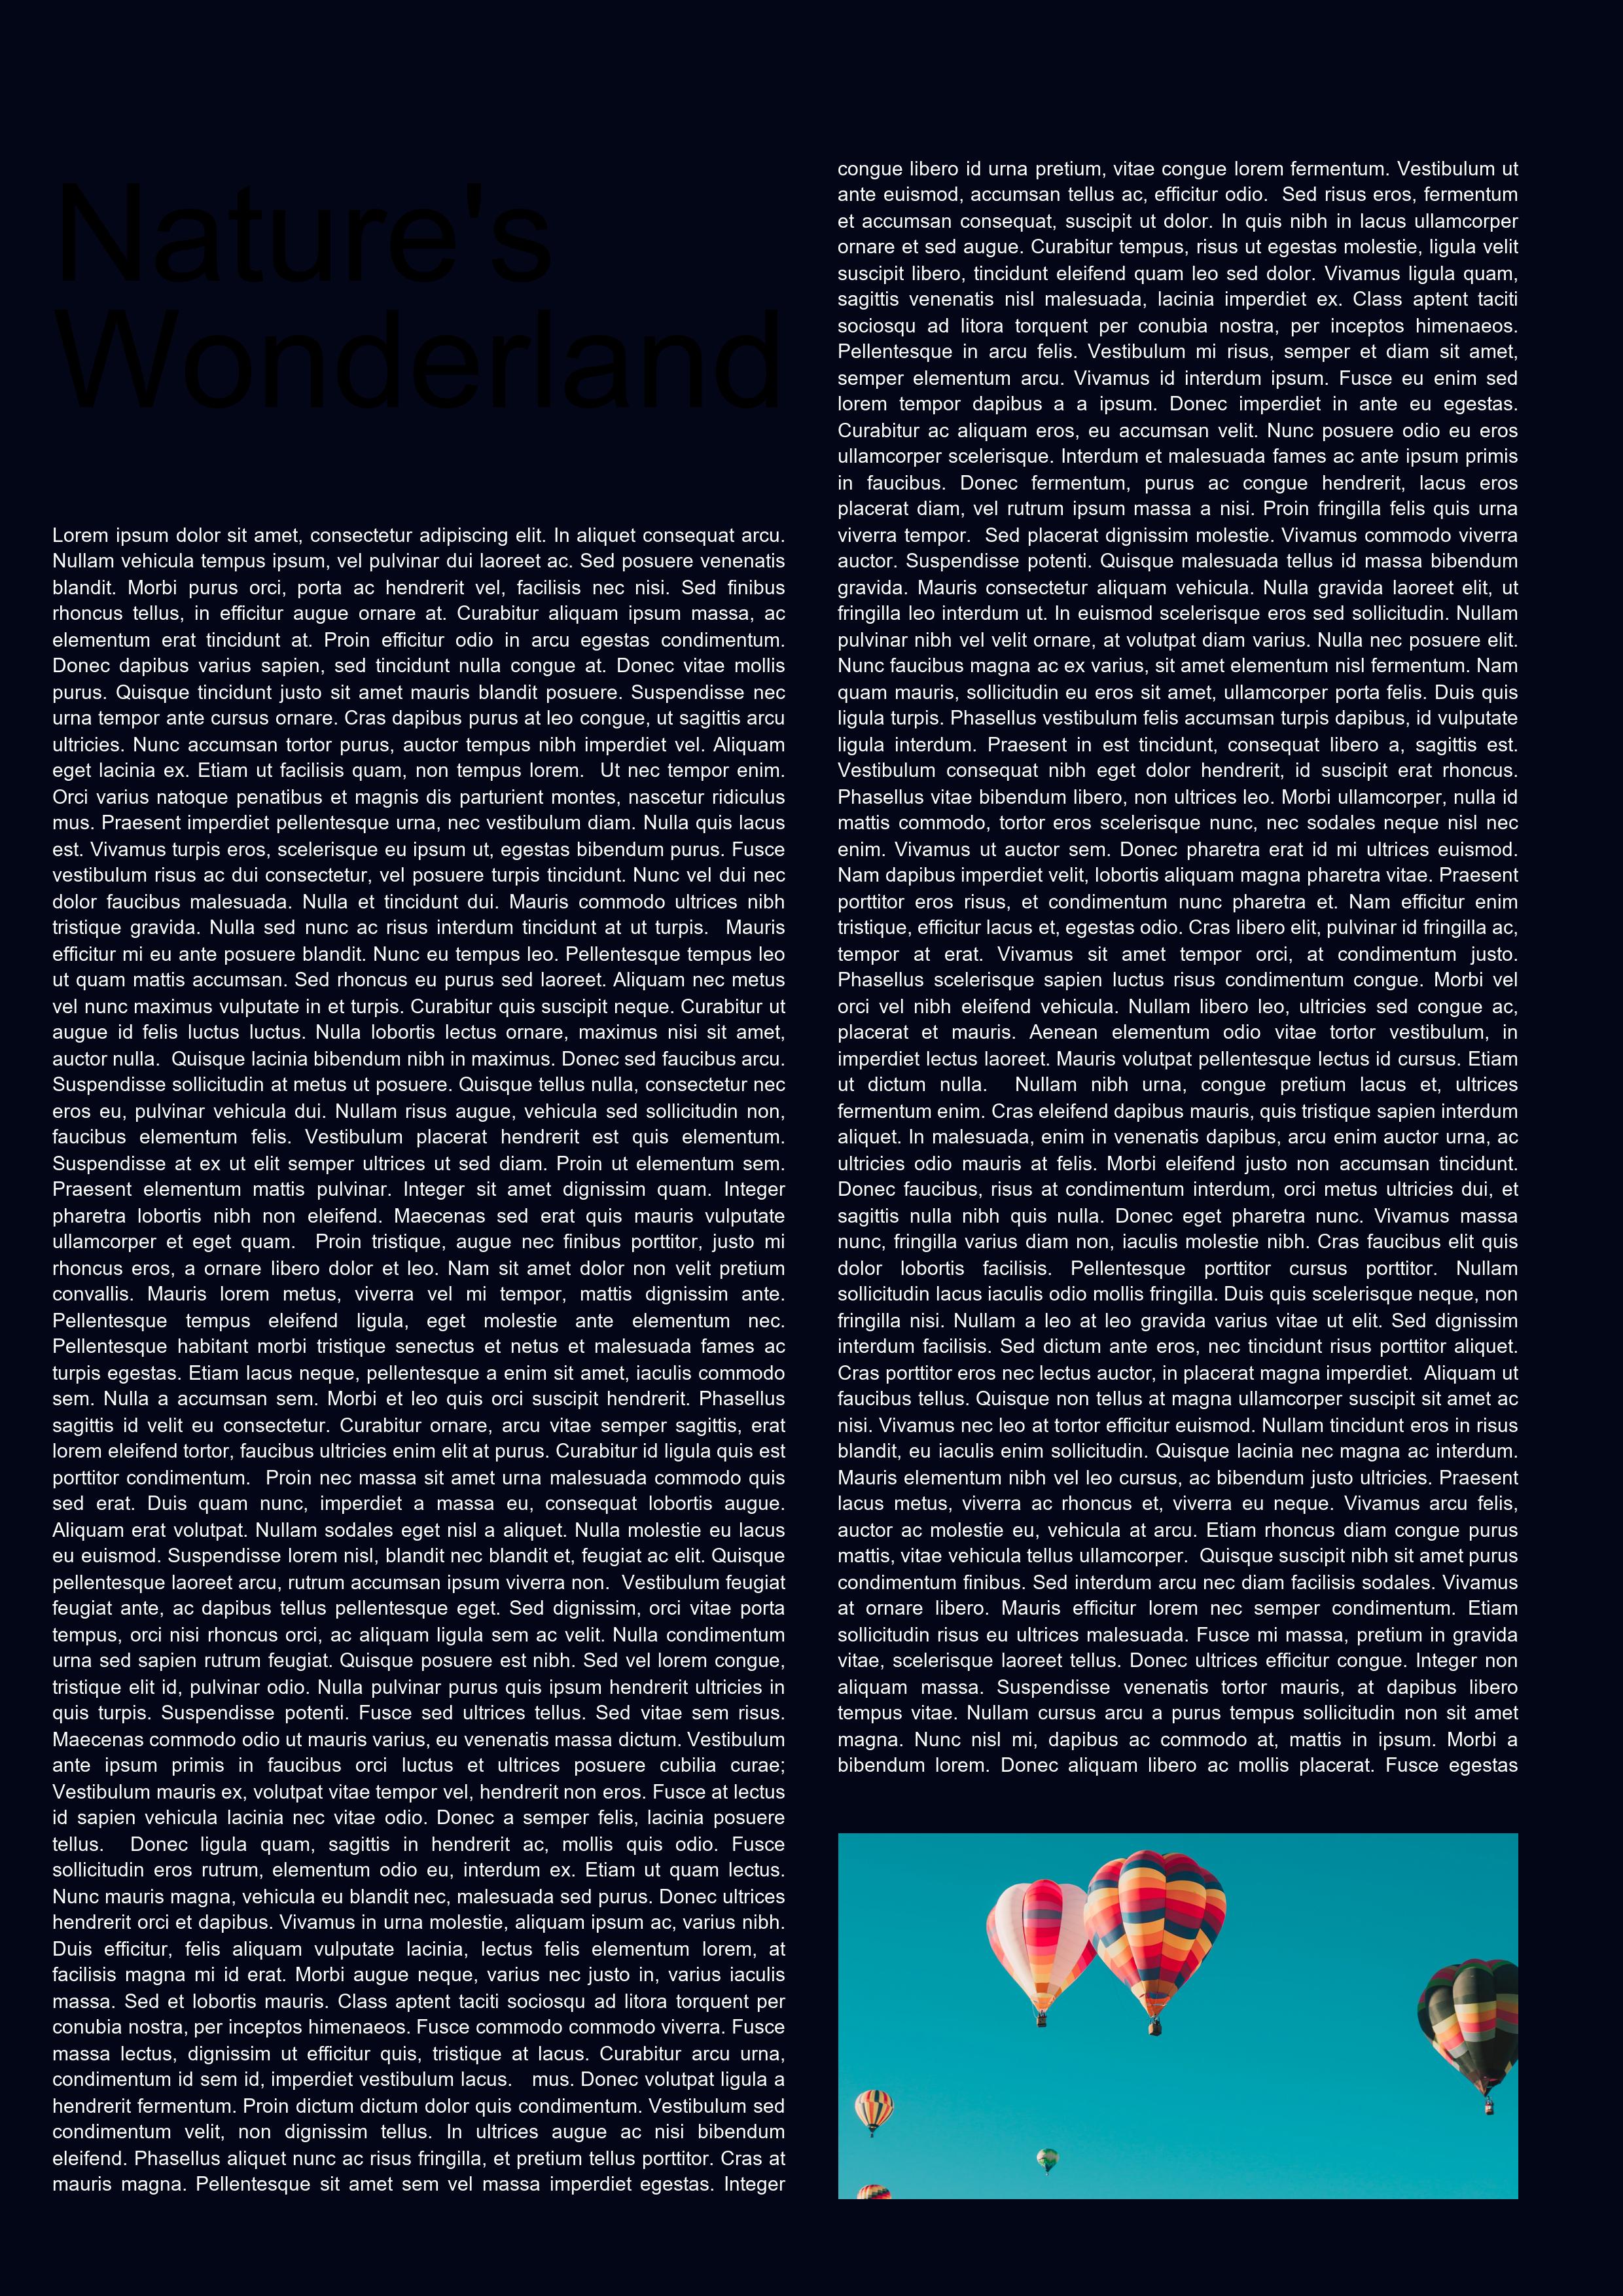 Nature's
Wonderland
Lorem ipsum dolor sit amet, consectetur adipiscing elit. In aliquet consequat arcu.
Nullam vehicula tempus ipsum, vel pulvinar dui laoreet ac. Sed posuere venenatis
blandit. Morbi purus orci, porta ac hendrerit vel, facilisis nec nisi. Sed finibus
rhoncus tellus, in efficitur augue ornare at. Curabitur aliquam ipsum massa, ac
elementum erat tincidunt at. Proin efficitur odio in arcu egestas condimentum.
Donec dapibus varius sapien, sed tincidunt nulla congue at. Donec vitae mollis
purus. Quisque tincidunt justo sit amet mauris blandit posuere. Suspendisse nec
urna tempor ante cursus ornare. Cras dapibus purus at leo congue, ut sagittis arcu
ultricies. Nunc accumsan tortor purus, auctor tempus nibh imperdiet vel. Aliquam
eget lacinia ex. Etiam ut facilisis quam, non tempus lorem.  Ut nec tempor enim.
Orci varius natoque penatibus et magnis dis parturient montes, nascetur ridiculus
mus. Praesent imperdiet pellentesque urna, nec vestibulum diam. Nulla quis lacus
est. Vivamus turpis eros, scelerisque eu ipsum ut, egestas bibendum purus. Fusce
vestibulum risus ac dui consectetur, vel posuere turpis tincidunt. Nunc vel dui nec
dolor faucibus malesuada. Nulla et tincidunt dui. Mauris commodo ultrices nibh
tristique gravida. Nulla sed nunc ac risus interdum tincidunt at ut turpis.  Mauris
efficitur mi eu ante posuere blandit. Nunc eu tempus leo. Pellentesque tempus leo
ut quam mattis accumsan. Sed rhoncus eu purus sed laoreet. Aliquam nec metus
vel nunc maximus vulputate in et turpis. Curabitur quis suscipit neque. Curabitur ut
augue id felis luctus luctus. Nulla lobortis lectus ornare, maximus nisi sit amet,
auctor nulla.  Quisque lacinia bibendum nibh in maximus. Donec sed faucibus arcu.
Suspendisse sollicitudin at metus ut posuere. Quisque tellus nulla, consectetur nec
eros eu, pulvinar vehicula dui. Nullam risus augue, vehicula sed sollicitudin non,
faucibus elementum felis. Vestibulum placerat hendrerit est quis elementum.
Suspendisse at ex ut elit semper ultrices ut sed diam. Proin ut elementum sem.
Praesent elementum mattis pulvinar. Integer sit amet dignissim quam. Integer
pharetra lobortis nibh non eleifend. Maecenas sed erat quis mauris vulputate
ullamcorper et eget quam.  Proin tristique, augue nec finibus porttitor, justo mi
rhoncus eros, a ornare libero dolor et leo. Nam sit amet dolor non velit pretium
convallis. Mauris lorem metus, viverra vel mi tempor, mattis dignissim ante.
Pellentesque tempus eleifend ligula, eget molestie ante elementum nec.
Pellentesque habitant morbi tristique senectus et netus et malesuada fames ac
turpis egestas. Etiam lacus neque, pellentesque a enim sit amet, iaculis commodo
sem. Nulla a accumsan sem. Morbi et leo quis orci suscipit hendrerit. Phasellus
sagittis id velit eu consectetur. Curabitur ornare, arcu vitae semper sagittis, erat
lorem eleifend tortor, faucibus ultricies enim elit at purus. Curabitur id ligula quis est
porttitor condimentum.  Proin nec massa sit amet urna malesuada commodo quis
sed erat. Duis quam nunc, imperdiet a massa eu, consequat lobortis augue.
Aliquam erat volutpat. Nullam sodales eget nisl a aliquet. Nulla molestie eu lacus
eu euismod. Suspendisse lorem nisl, blandit nec blandit et, feugiat ac elit. Quisque
pellentesque laoreet arcu, rutrum accumsan ipsum viverra non.  Vestibulum feugiat
feugiat ante, ac dapibus tellus pellentesque eget. Sed dignissim, orci vitae porta
tempus, orci nisi rhoncus orci, ac aliquam ligula sem ac velit. Nulla condimentum
urna sed sapien rutrum feugiat. Quisque posuere est nibh. Sed vel lorem congue,
tristique elit id, pulvinar odio. Nulla pulvinar purus quis ipsum hendrerit ultricies in
quis turpis. Suspendisse potenti. Fusce sed ultrices tellus. Sed vitae sem risus.
Maecenas commodo odio ut mauris varius, eu venenatis massa dictum. Vestibulum
ante ipsum primis in faucibus orci luctus et ultrices posuere cubilia curae;
Vestibulum mauris ex, volutpat vitae tempor vel, hendrerit non eros. Fusce at lectus
id sapien vehicula lacinia nec vitae odio. Donec a semper felis, lacinia posuere
tellus.  Donec ligula quam, sagittis in hendrerit ac, mollis quis odio. Fusce
sollicitudin eros rutrum, elementum odio eu, interdum ex. Etiam ut quam lectus.
Nunc mauris magna, vehicula eu blandit nec, malesuada sed purus. Donec ultrices
hendrerit orci et dapibus. Vivamus in urna molestie, aliquam ipsum ac, varius nibh.
Duis efficitur, felis aliquam vulputate lacinia, lectus felis elementum lorem, at
facilisis magna mi id erat. Morbi augue neque, varius nec justo in, varius iaculis
massa. Sed et lobortis mauris. Class aptent taciti sociosqu ad litora torquent per
conubia nostra, per inceptos himenaeos. Fusce commodo commodo viverra. Fusce
massa lectus, dignissim ut efficitur quis, tristique at lacus. Curabitur arcu urna,
condimentum id sem id, imperdiet vestibulum lacus.   mus. Donec volutpat ligula a
hendrerit fermentum. Proin dictum dictum dolor quis condimentum. Vestibulum sed
condimentum velit, non dignissim tellus. In ultrices augue ac nisi bibendum
eleifend. Phasellus aliquet nunc ac risus fringilla, et pretium tellus porttitor. Cras at
mauris magna. Pellentesque sit amet sem vel massa imperdiet egestas. Integer
congue libero id urna pretium, vitae congue lorem fermentum. Vestibulum ut
ante euismod, accumsan tellus ac, efficitur odio.  Sed risus eros, fermentum
et accumsan consequat, suscipit ut dolor. In quis nibh in lacus ullamcorper
ornare et sed augue. Curabitur tempus, risus ut egestas molestie, ligula velit
suscipit libero, tincidunt eleifend quam leo sed dolor. Vivamus ligula quam,
sagittis venenatis nisl malesuada, lacinia imperdiet ex. Class aptent taciti
sociosqu ad litora torquent per conubia nostra, per inceptos himenaeos.
Pellentesque in arcu felis. Vestibulum mi risus, semper et diam sit amet,
semper elementum arcu. Vivamus id interdum ipsum. Fusce eu enim sed
lorem tempor dapibus a a ipsum. Donec imperdiet in ante eu egestas.
Curabitur ac aliquam eros, eu accumsan velit. Nunc posuere odio eu eros
ullamcorper scelerisque. Interdum et malesuada fames ac ante ipsum primis
in faucibus. Donec fermentum, purus ac congue hendrerit, lacus eros
placerat diam, vel rutrum ipsum massa a nisi. Proin fringilla felis quis urna
viverra tempor.  Sed placerat dignissim molestie. Vivamus commodo viverra
auctor. Suspendisse potenti. Quisque malesuada tellus id massa bibendum
gravida. Mauris consectetur aliquam vehicula. Nulla gravida laoreet elit, ut
fringilla leo interdum ut. In euismod scelerisque eros sed sollicitudin. Nullam
pulvinar nibh vel velit ornare, at volutpat diam varius. Nulla nec posuere elit.
Nunc faucibus magna ac ex varius, sit amet elementum nisl fermentum. Nam
quam mauris, sollicitudin eu eros sit amet, ullamcorper porta felis. Duis quis
ligula turpis. Phasellus vestibulum felis accumsan turpis dapibus, id vulputate
ligula interdum. Praesent in est tincidunt, consequat libero a, sagittis est.
Vestibulum consequat nibh eget dolor hendrerit, id suscipit erat rhoncus.
Phasellus vitae bibendum libero, non ultrices leo. Morbi ullamcorper, nulla id
mattis commodo, tortor eros scelerisque nunc, nec sodales neque nisl nec
enim. Vivamus ut auctor sem. Donec pharetra erat id mi ultrices euismod.
Nam dapibus imperdiet velit, lobortis aliquam magna pharetra vitae. Praesent
porttitor eros risus, et condimentum nunc pharetra et. Nam efficitur enim
tristique, efficitur lacus et, egestas odio. Cras libero elit, pulvinar id fringilla ac,
tempor at erat. Vivamus sit amet tempor orci, at condimentum justo.
Phasellus scelerisque sapien luctus risus condimentum congue. Morbi vel
orci vel nibh eleifend vehicula. Nullam libero leo, ultricies sed congue ac,
placerat et mauris. Aenean elementum odio vitae tortor vestibulum, in
imperdiet lectus laoreet. Mauris volutpat pellentesque lectus id cursus. Etiam
ut dictum nulla.  Nullam nibh urna, congue pretium lacus et, ultrices
fermentum enim. Cras eleifend dapibus mauris, quis tristique sapien interdum
aliquet. In malesuada, enim in venenatis dapibus, arcu enim auctor urna, ac
ultricies odio mauris at felis. Morbi eleifend justo non accumsan tincidunt.
Donec faucibus, risus at condimentum interdum, orci metus ultricies dui, et
sagittis nulla nibh quis nulla. Donec eget pharetra nunc. Vivamus massa
nunc, fringilla varius diam non, iaculis molestie nibh. Cras faucibus elit quis
dolor lobortis facilisis. Pellentesque porttitor cursus porttitor. Nullam
sollicitudin lacus iaculis odio mollis fringilla. Duis quis scelerisque neque, non
fringilla nisi. Nullam a leo at leo gravida varius vitae ut elit. Sed dignissim
interdum facilisis. Sed dictum ante eros, nec tincidunt risus porttitor aliquet.
Cras porttitor eros nec lectus auctor, in placerat magna imperdiet.  Aliquam ut
faucibus tellus. Quisque non tellus at magna ullamcorper suscipit sit amet ac
nisi. Vivamus nec leo at tortor efficitur euismod. Nullam tincidunt eros in risus
blandit, eu iaculis enim sollicitudin. Quisque lacinia nec magna ac interdum.
Mauris elementum nibh vel leo cursus, ac bibendum justo ultricies. Praesent
lacus metus, viverra ac rhoncus et, viverra eu neque. Vivamus arcu felis,
auctor ac molestie eu, vehicula at arcu. Etiam rhoncus diam congue purus
mattis, vitae vehicula tellus ullamcorper.  Quisque suscipit nibh sit amet purus
condimentum finibus. Sed interdum arcu nec diam facilisis sodales. Vivamus
at ornare libero. Mauris efficitur lorem nec semper condimentum. Etiam
sollicitudin risus eu ultrices malesuada. Fusce mi massa, pretium in gravida
vitae, scelerisque laoreet tellus. Donec ultrices efficitur congue. Integer non
aliquam massa. Suspendisse venenatis tortor mauris, at dapibus libero
tempus vitae. Nullam cursus arcu a purus tempus sollicitudin non sit amet
magna. Nunc nisl mi, dapibus ac commodo at, mattis in ipsum. Morbi a
bibendum lorem. Donec aliquam libero ac mollis placerat. Fusce egestas